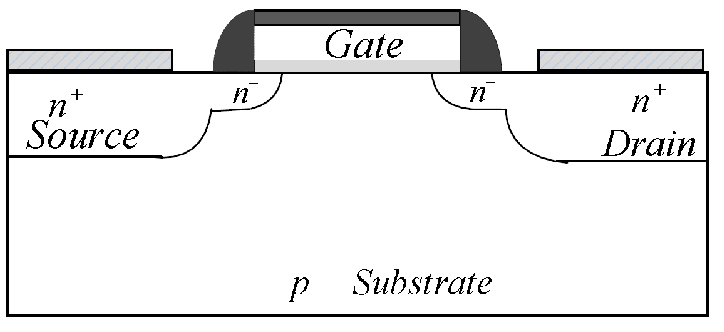 Gate
n⁻
n⁻
n⁺
Source
n⁺
Drain
p Substrate